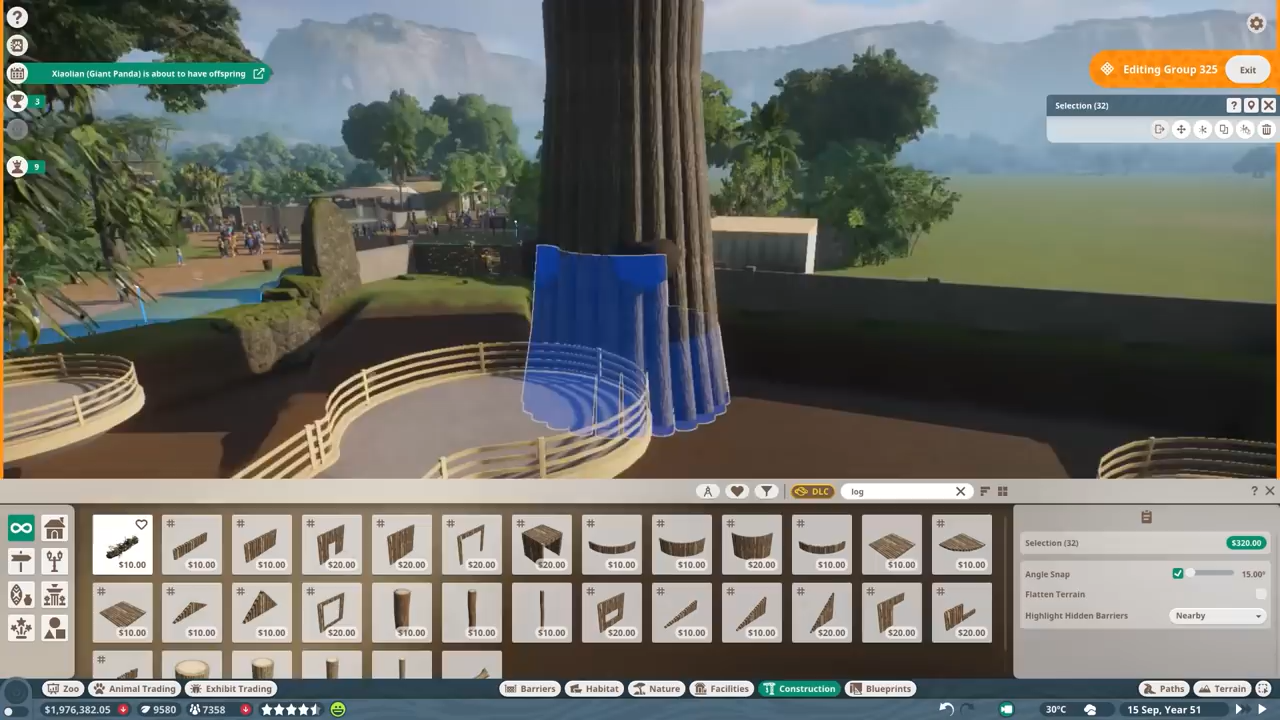 ?
Xiaolian (Giant Panda) is about to have offspring
3
9
Editing Group 325
Exit
Selection (32)
?
DLC
log
?
$10.00 $10.00 $10.00 $20.00 $20.00 $20.00 $20.00 $10.00 $10.00 $20.00 $10.00 $10.00 $10.00
$10.00 $10.00 $10.00 $20.00 $10.00 $10.00 $10.00 $20.00 $10.00 $10.00 $20.00 $20.00 $20.00
Selection (32)
$320.00
Angle Snap
15.00°
Flatten Terrain
Highlight Hidden Barriers
Nearby
Zoo
Animal Trading
Exhibit Trading
Barriers
Habitat
Nature
Facilities
Construction
Blueprints
Paths
Terrain
$1,976,382.05
9580
7358
30°C
15 Sep, Year 51